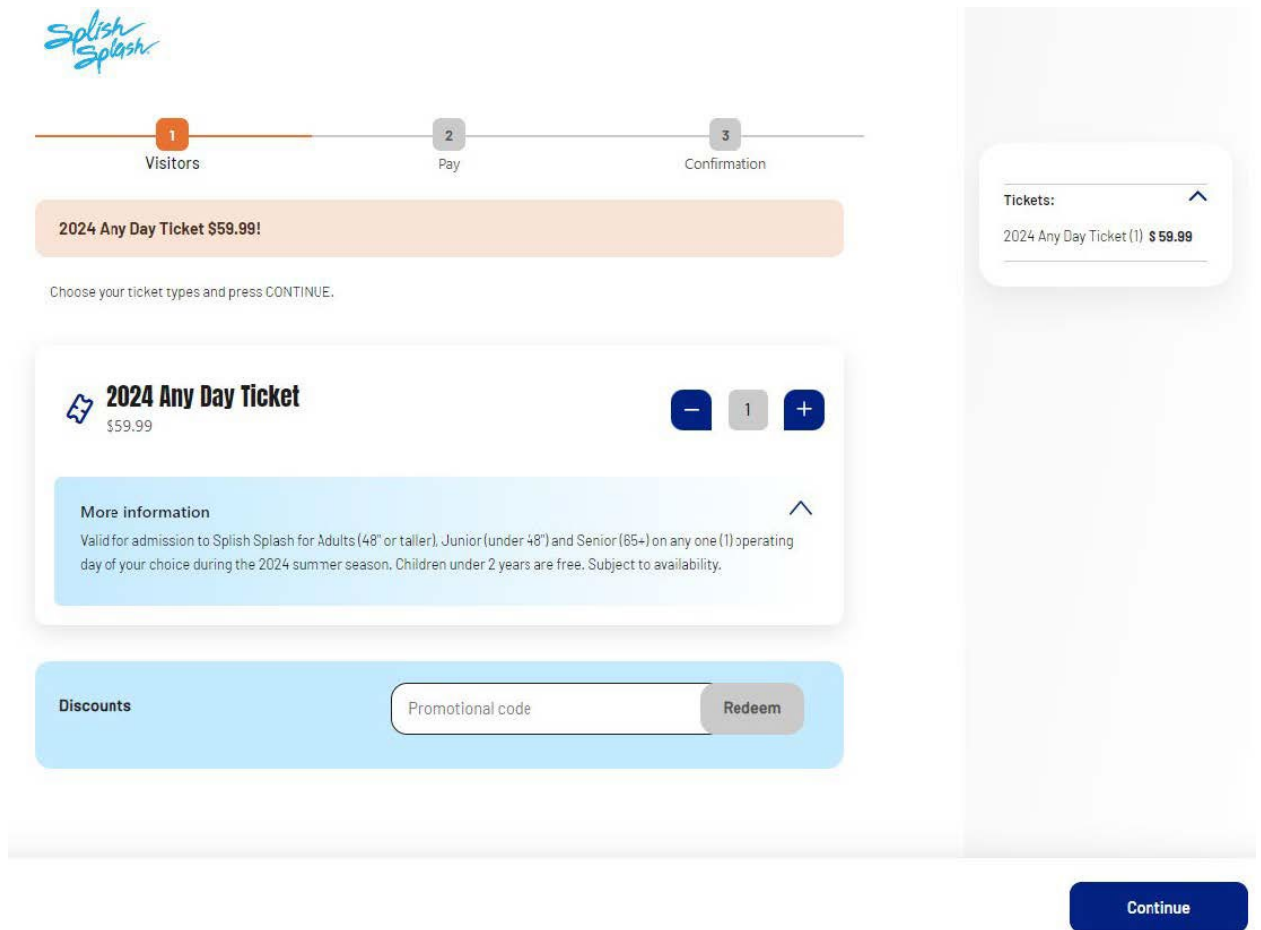 Splish
Splash
1
2
3
Visitors
Pay
Confirmation
2024 Any Day Ticket $59.99!
Choose your ticket types and press CONTINUE.
2024 Any Day Ticket
$59.99
1
More information
Valid for admission to Splish Splash for Adults (48" or taller), Junior (under 48") and Senior (65+) on any one (1) operating
day of your choice during the 2024 summer season. Children under 2 years are free. Subject to availability.
Discounts
Promotional code
Redeem
Tickets:
2024 Any Day Ticket (1) $59.99
Continue